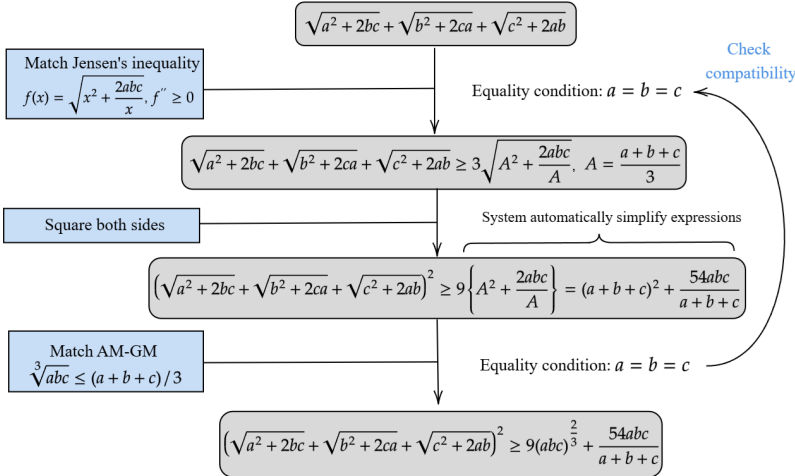 √(a² + 2bc) + √(b² + 2ca) + √(c² + 2ab)
Match Jensen's inequality
f(x) = √(x² + 2abc/x), f'' ≥ 0
Check
compatibility
Equality condition: a = b = c
√(a² + 2bc) + √(b² + 2ca) + √(c² + 2ab) ≥ 3√(A² + 2abc/A), A = (a + b + c)/3
Square both sides
System automatically simplify expressions
(√(a² + 2bc) + √(b² + 2ca) + √(c² + 2ab))² ≥ 9{A² + 2abc/A} = (a + b + c)² + 54abc/(a + b + c)
Match AM-GM
∛(abc) ≤ (a + b + c)/3
Equality condition: a = b = c
(√(a² + 2bc) + √(b² + 2ca) + √(c² + 2ab))² ≥ 9(abc)^(2/3) + 54abc/(a + b + c)